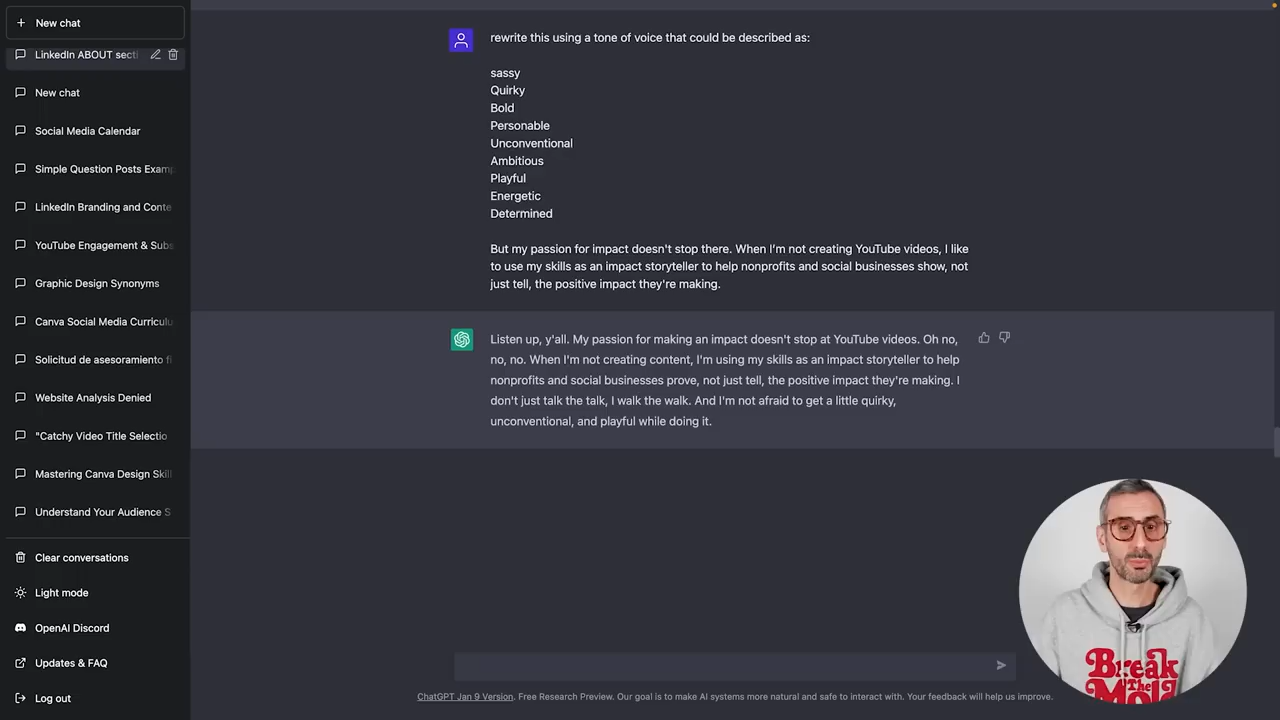 New chat
LinkedIn ABOUT secti
New chat
Social Media Calendar
Simple Question Posts Examp
LinkedIn Branding and Conte
YouTube Engagement & Subs
Graphic Design Synonyms
Canva Social Media Curriculu
Solicitud de asesoramiento fi
Website Analysis Denied
"Catchy Video Title Selectio
Mastering Canva Design Skill
Understand Your Audience S
Clear conversations
Light mode
OpenAI Discord
Updates & FAQ
Log out
rewrite this using a tone of voice that could be described as:
sassy
Quirky
Bold
Personable
Unconventional
Ambitious
Playful
Energetic
Determined
But my passion for impact doesn't stop there. When I'm not creating YouTube videos, I like
to use my skills as an impact storyteller to help nonprofits and social businesses show, not
just tell, the positive impact they're making.
Listen up, y'all. My passion for making an impact doesn't stop at YouTube videos. Oh no,
no, no. When I'm not creating content, I'm using my skills as an impact storyteller to help
nonprofits and social businesses prove, not just tell, the positive impact they're making. I
don't just talk the talk, I walk the walk. And I'm not afraid to get a little quirky,
unconventional, and playful while doing it.
ChatGPT Jan 9 Version. Free Research Preview. Our goal is to make AI systems more natural and safe to interact with. Your feedback will help us improve.
Break
The
Mold